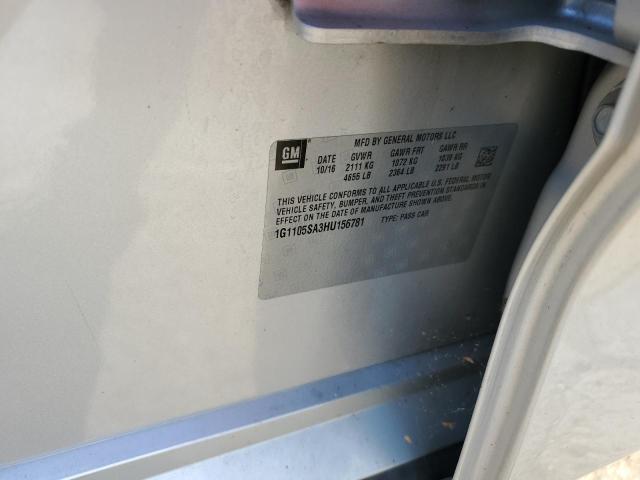 GM
MFD BY GENERAL MOTORS LLC
DATE GVWR GAWR FRT GAWR RR
10/16 2111 KG 1072 KG 1039 KG
4655 LB 2364 LB 2291 LB
THIS VEHICLE CONFORMS TO ALL APPLICABLE U.S. FEDERAL MOTOR
VEHICLE SAFETY, BUMPER, AND THEFT PREVENTION STANDARDS IN
EFFECT ON THE DATE OF MANUFACTURE SHOWN ABOVE.
1G1105SA3HU156781 TYPE: PASS CAR